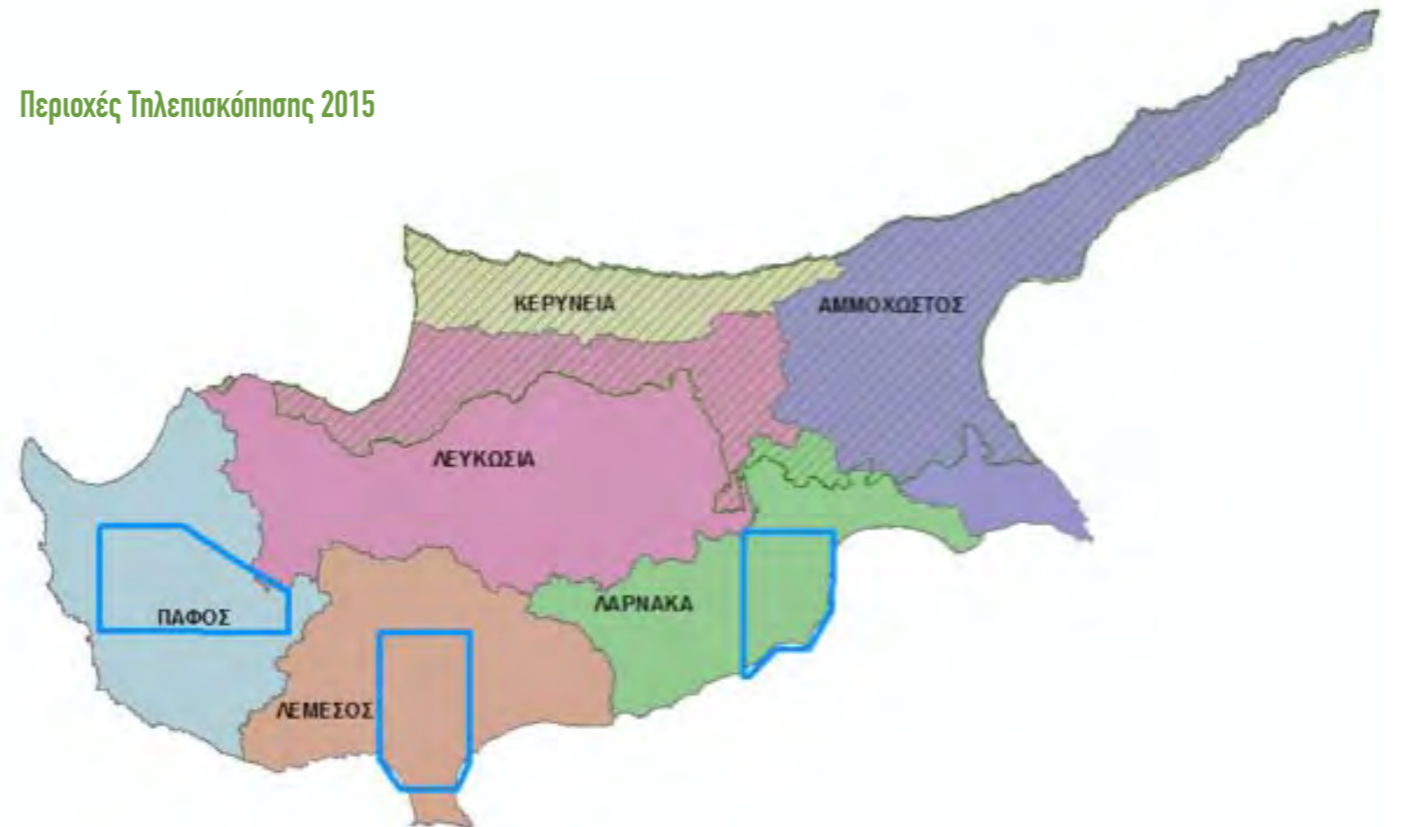 Περιοχές Τηλεπισκόπησης 2015
ΚΕΡΥΝΕΙΑ
ΑΜΜΟΧΩΣΤΟΣ
ΛΕΥΚΩΣΙΑ
ΛΑΡΝΑΚΑ
ΠΑΦΟΣ
ΛΕΜΕΣΟΣ